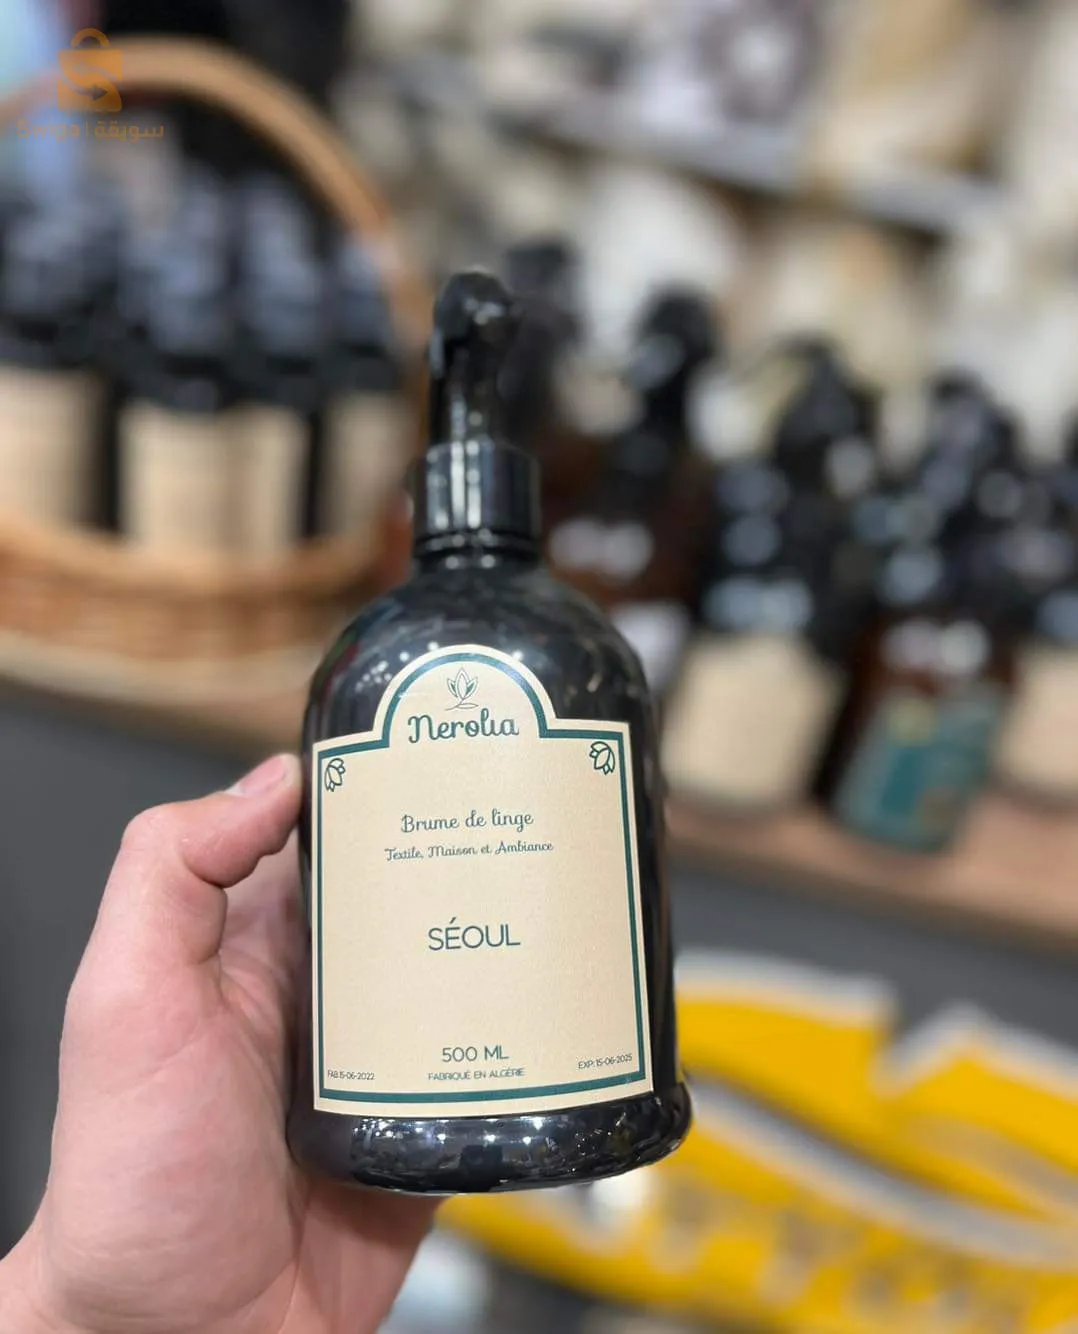 سويقة
Nerolia
Brume de linge
Textile, Maison et Ambiance
SÉOUL
500 ML
FABRIQUÉ EN ALGÉRIE
FAB:15-06-2022
EXP: 15-06-2025